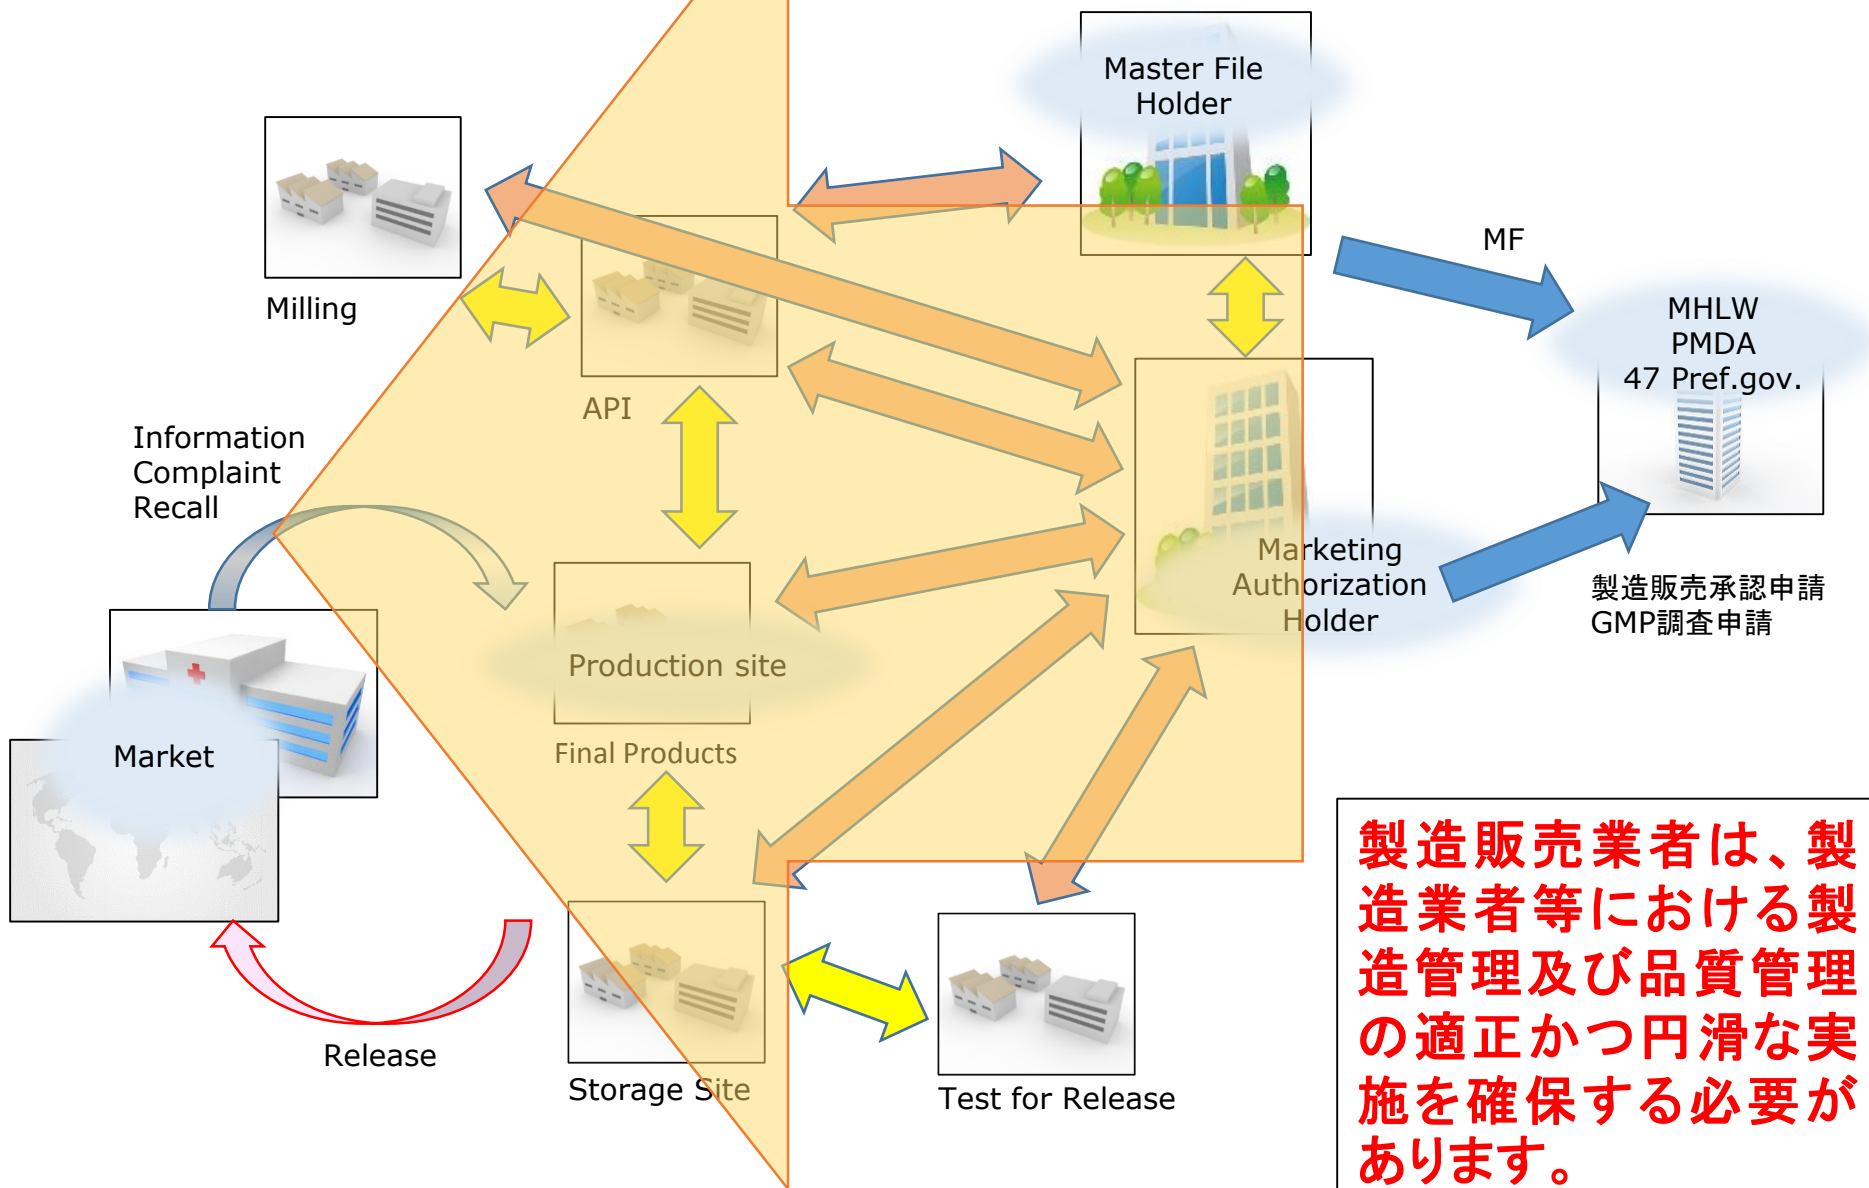 Master File
Holder
MF
Milling
MHLW
PMDA
47 Pref.gov.
API
Information
Complaint
Recall
Marketing
Authorization
Holder
製造販売承認申請
GMP調査申請
Production site
Final Products
Market
Release
Storage Site
Test for Release
製造販売業者は、製
造業者等における製
造管理及び品質管理
の適正かつ円滑な実
施を確保する必要が
あります。